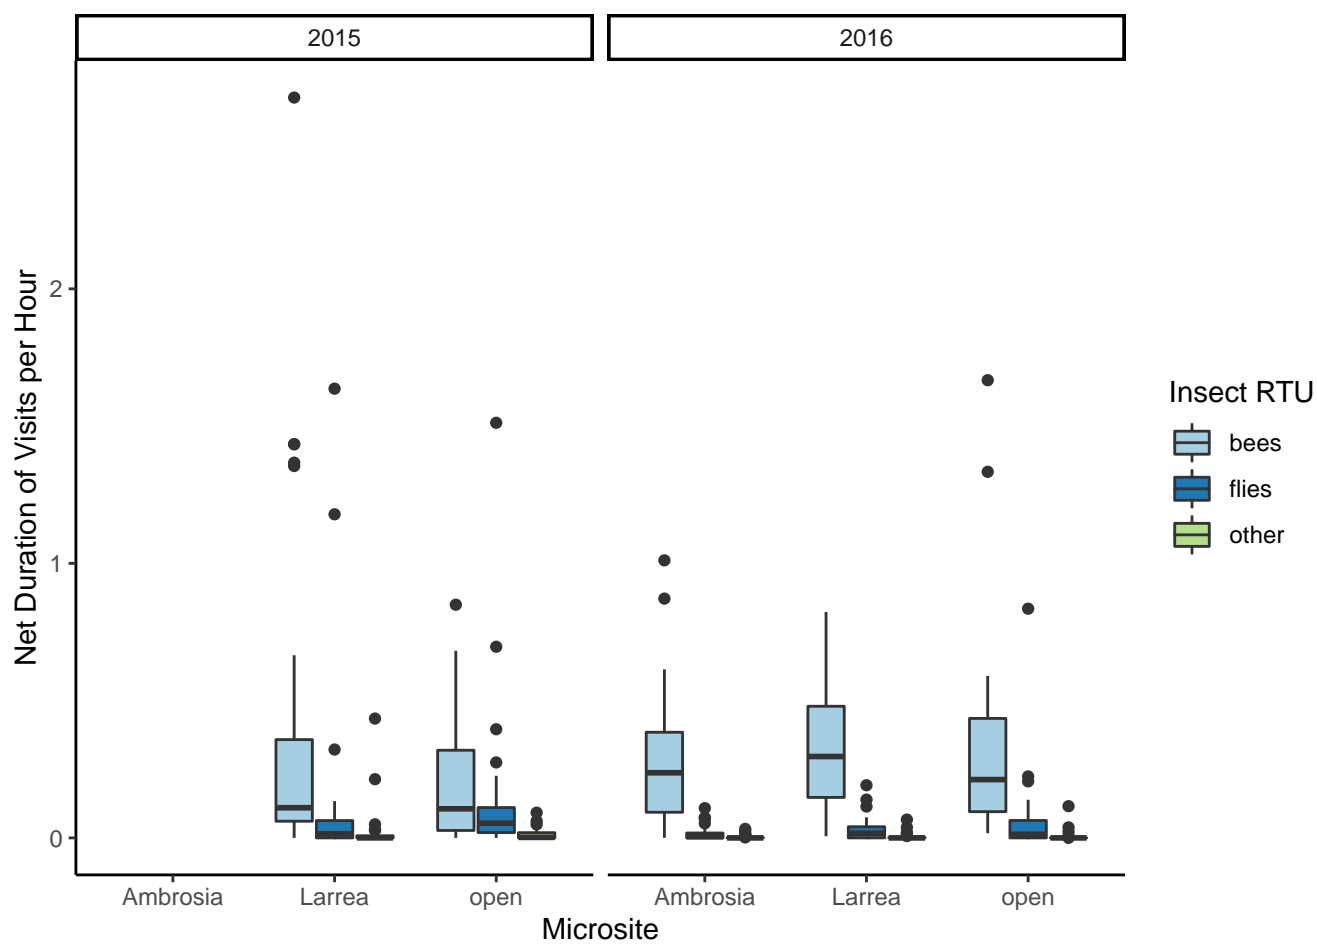 2015
2016
Net Duration of Visits per Hour
2
1
0
Ambrosia
Larrea
open
Ambrosia
Larrea
open
Microsite
Insect RTU
bees
flies
other